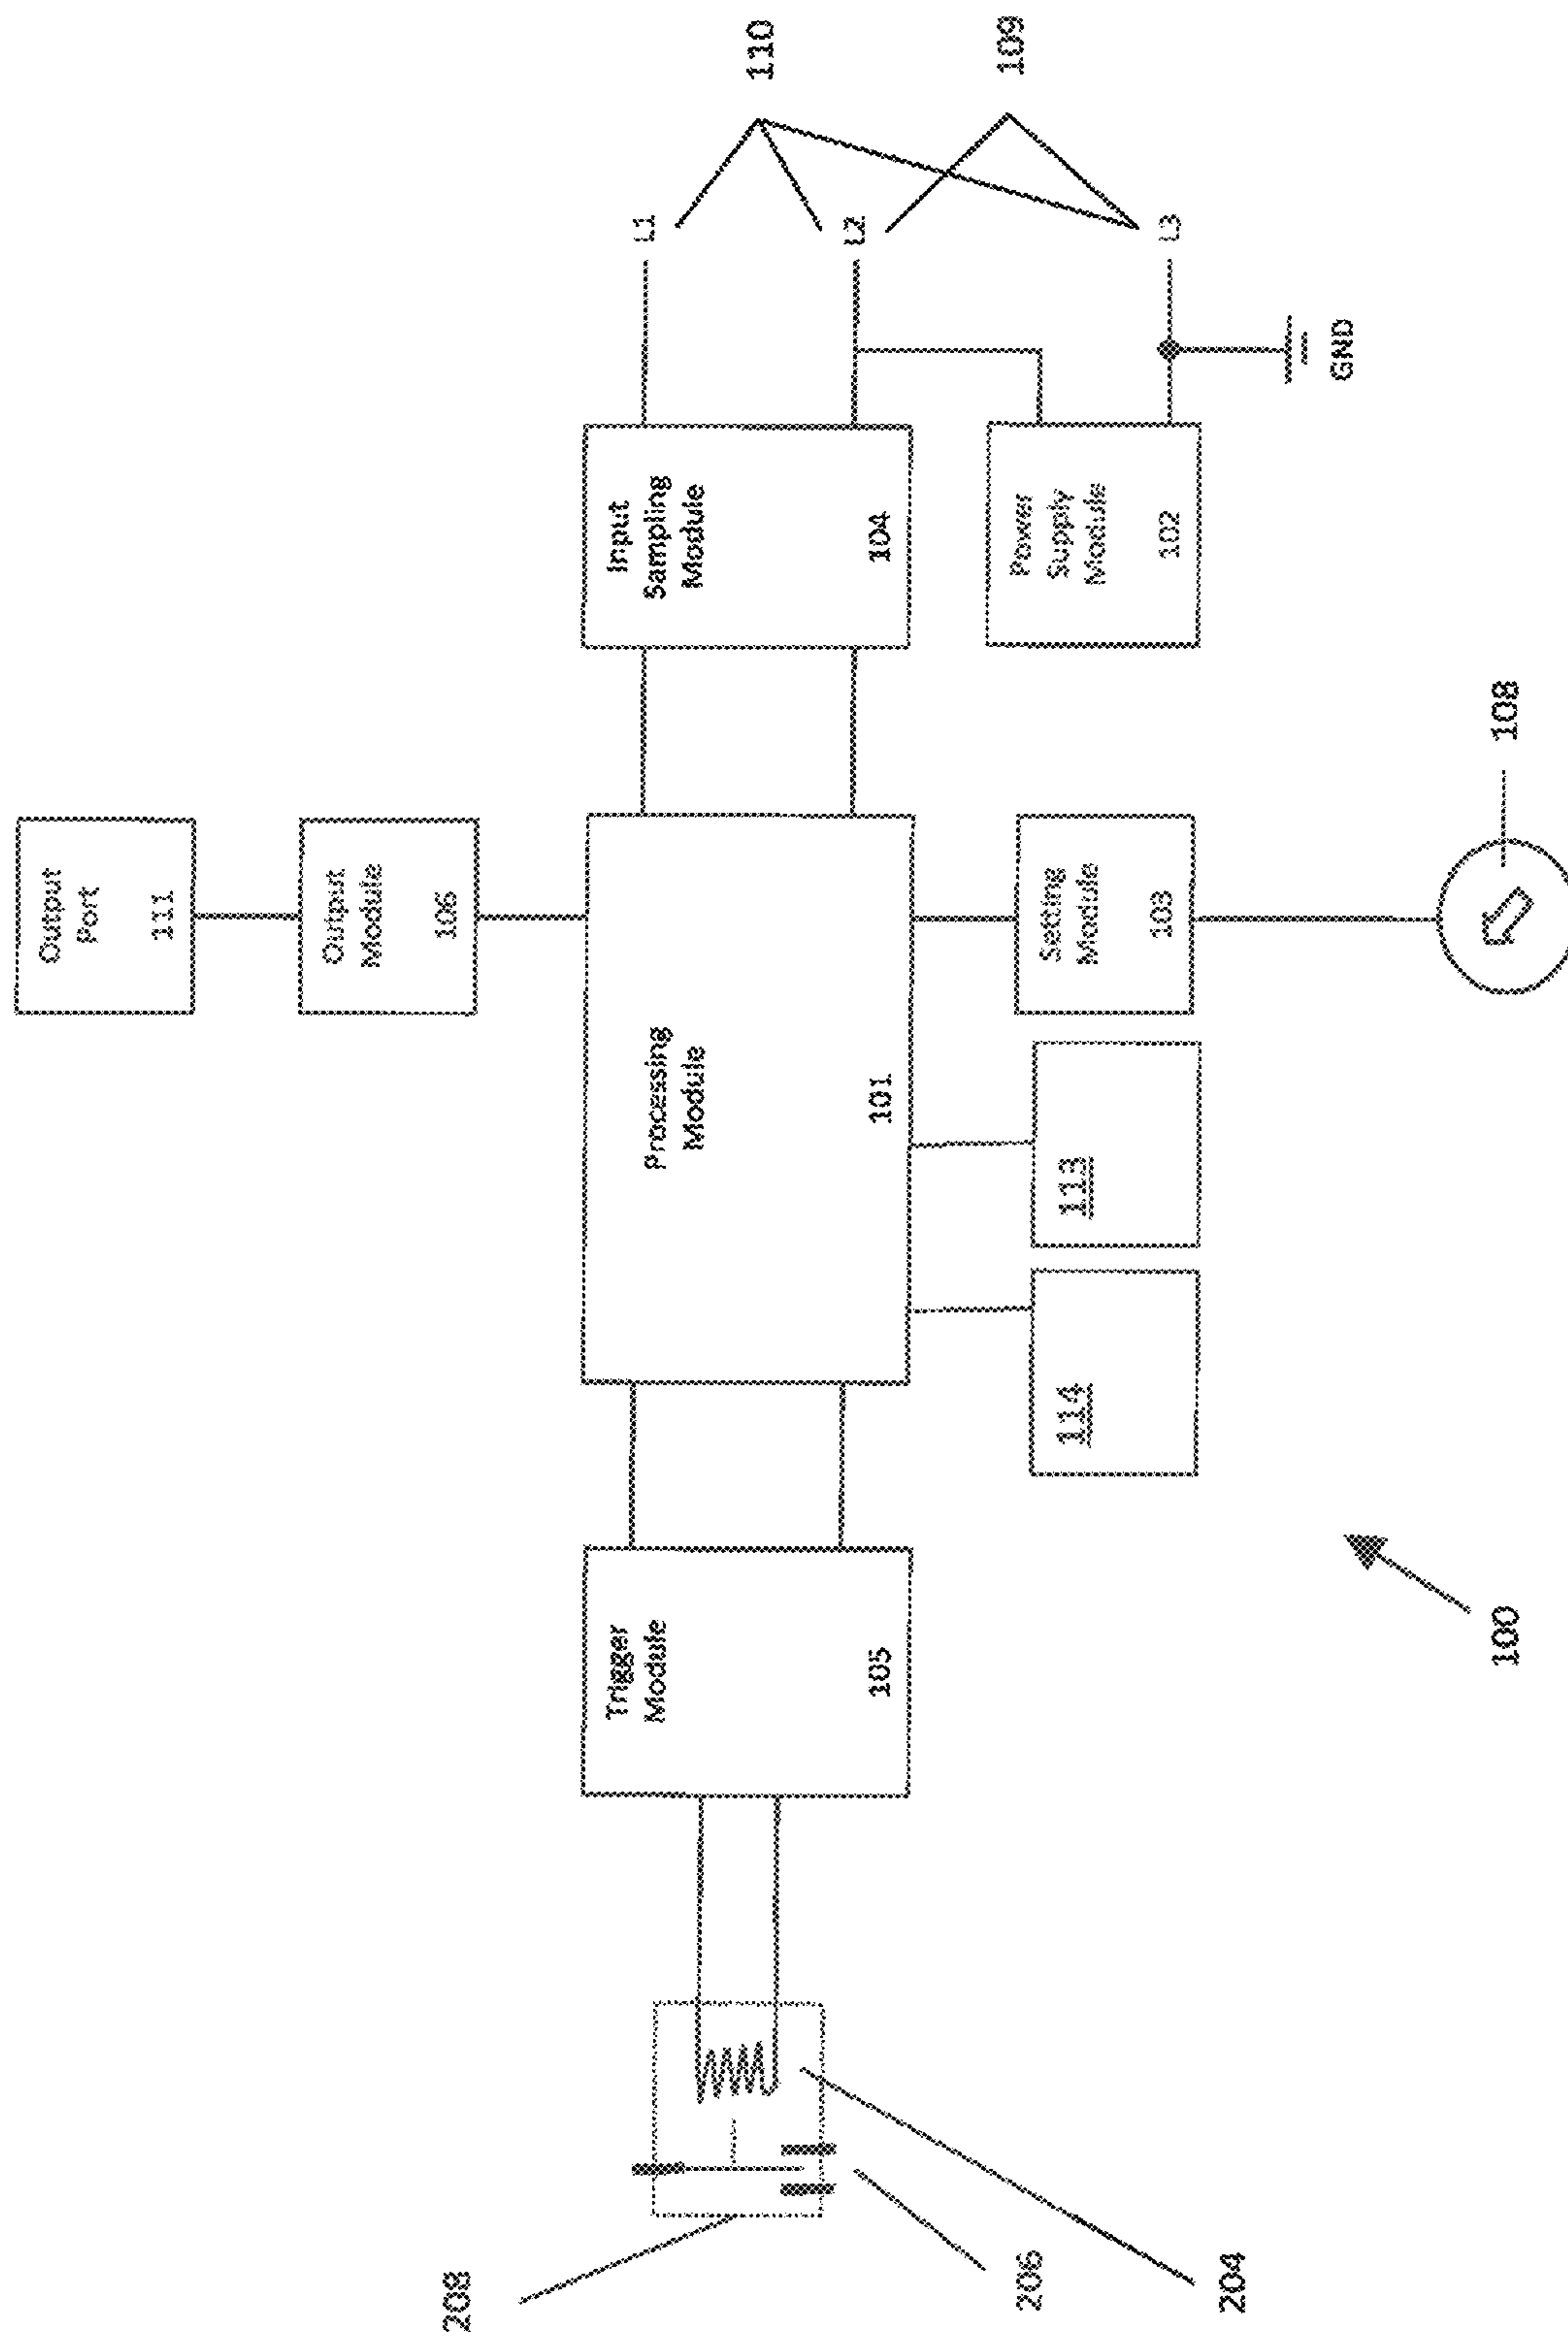 208
206
204
Trigger
Module
105
100
114
113
Processing
Module
101
Output
Port
111
Output
Module
106
Setting
Module
103
108
Input
Sampling
Module
104
Power
Supply
Module
102
L1
L2
L3
GND
110
109